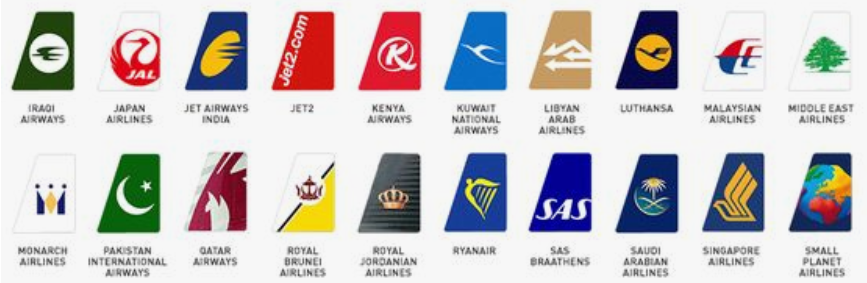 Jet2.com
JAL
K
IRAQI
AIRWAYS
JAPAN
AIRLINES
JET AIRWAYS
INDIA
JET2
KENYA
AIRWAYS
KUWAIT
NATIONAL
AIRWAYS
LIBYAN
ARAB
AIRLINES
LUTHANSA
MALAYSIAN
AIRLINES
MIDDLE EAST
AIRLINES
SAS
MONARCH
AIRLINES
PAKISTAN
INTERNATIONAL
AIRWAYS
QATAR
AIRWAYS
ROYAL
BRUNEI
AIRLINES
ROYAL
JORDANIAN
AIRLINES
RYANAIR
SAS
BRAATHENS
SAUDI
ARABIAN
AIRLINES
SINGAPORE
AIRLINES
SMALL
PLANET
AIRLINES